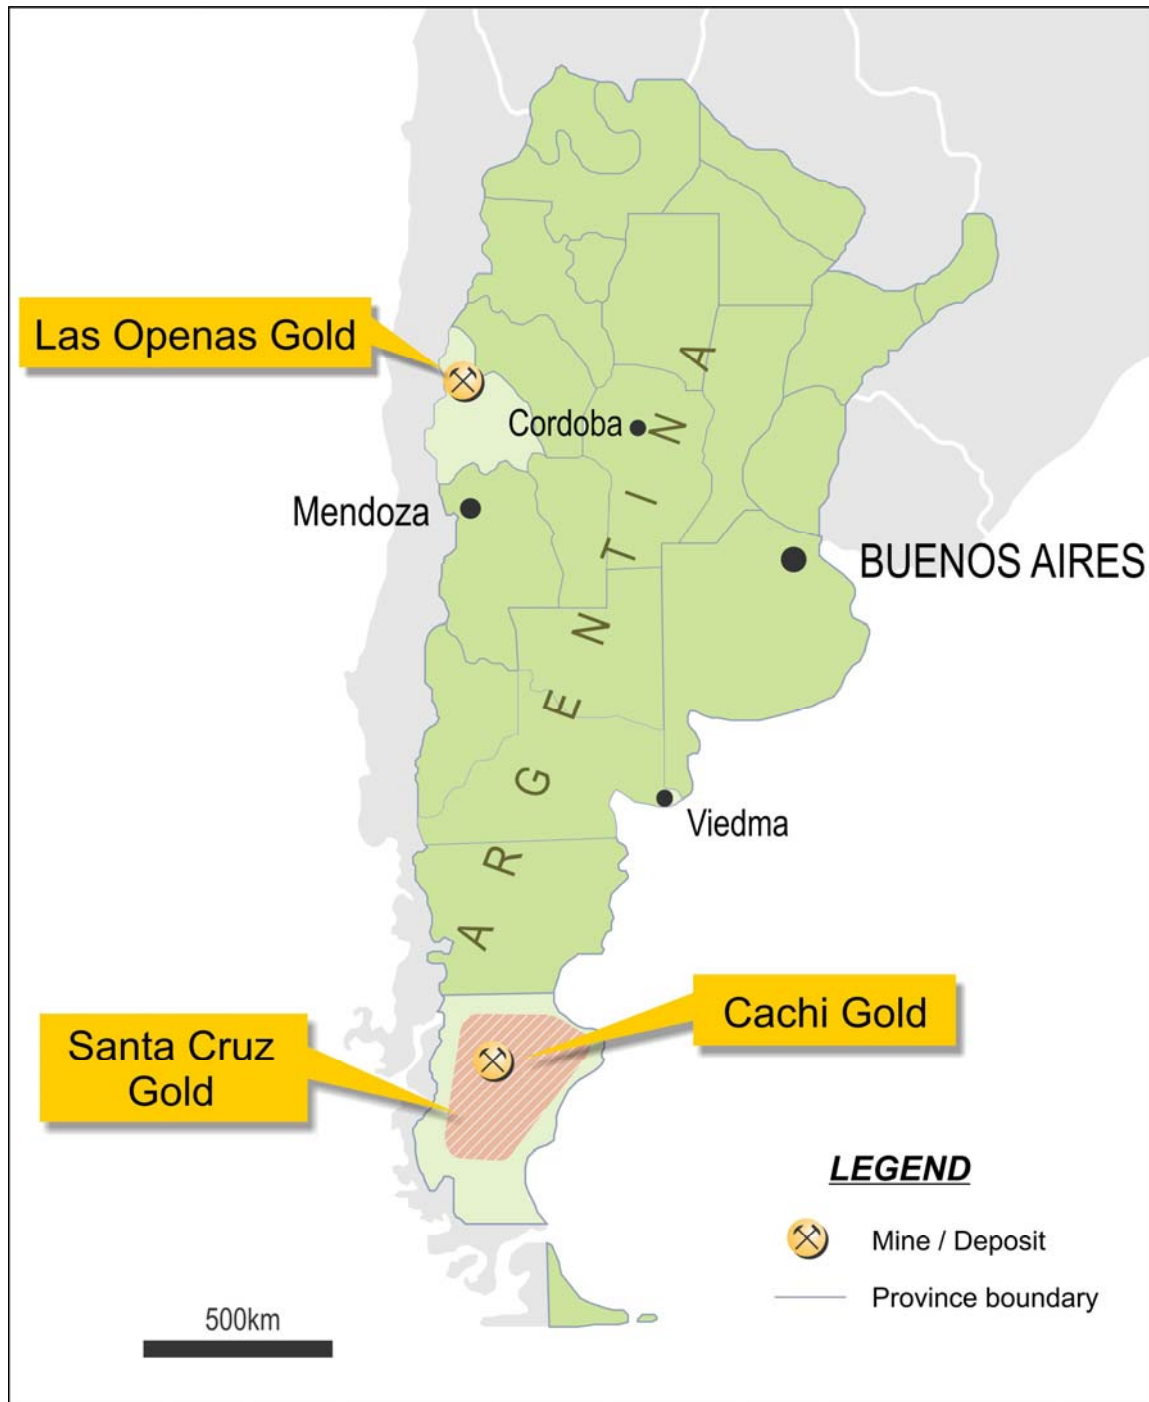 Las Openas Gold
Cordoba
Mendoza
BUENOS AIRES
ARGENTINA
Viedma
Cachi Gold
Santa Cruz
Gold
LEGEND
Mine / Deposit
Province boundary
500km